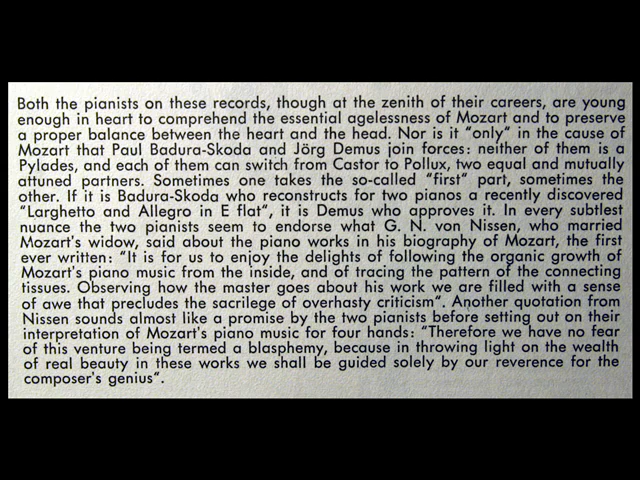 Both the pianists on these records, though at the zenith of their careers, are young
enough in heart to comprehend the essential agelessness of Mozart and to preserve
a proper balance between the heart and the head. Nor is it "only" in the cause of
Mozart that Paul Badura-Skoda and Jörg Demus join forces: neither of them is a
Pylades, and each of them can switch from Castor to Pollux, two equal and mutually
attuned partners. Sometimes one takes the so-called "first" part, sometimes the
other. If it is Badura-Skoda who reconstructs for two pianos a recently discovered
"Larghetto and Allegro in E flat", it is Demus who approves it. In every subtlest
nuance the two pianists seem to endorse what G. N. von Nissen, who married
Mozart's widow, said about the piano works in his biography of Mozart, the first
ever written: "It is for us to enjoy the delights of following the organic growth of
Mozart's piano music from the inside, and of tracing the pattern of the connecting
tissues. Observing how the master goes about his work we are filled with a sense
of awe that precludes the sacrilege of overhasty criticism". Another quotation from
Nissen sounds almost like a promise by the two pianists before setting out on their
interpretation of Mozart's piano music for four hands: "Therefore we have no fear
of this venture being termed a blasphemy, because in throwing light on the wealth
of real beauty in these works we shall be guided solely by our reverence for the
composer's genius".